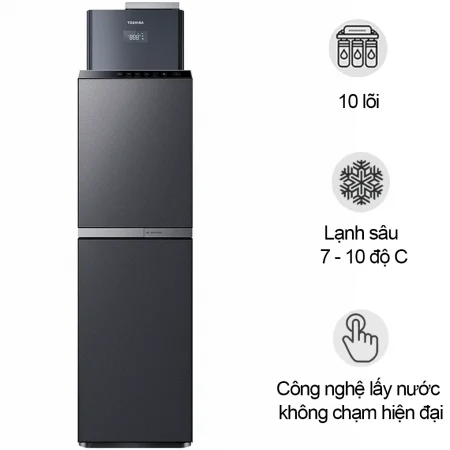 TOSHIBA
10 lõi
Lạnh sâu
7 - 10 độ C
Công nghệ lấy nước
không chạm hiện đại